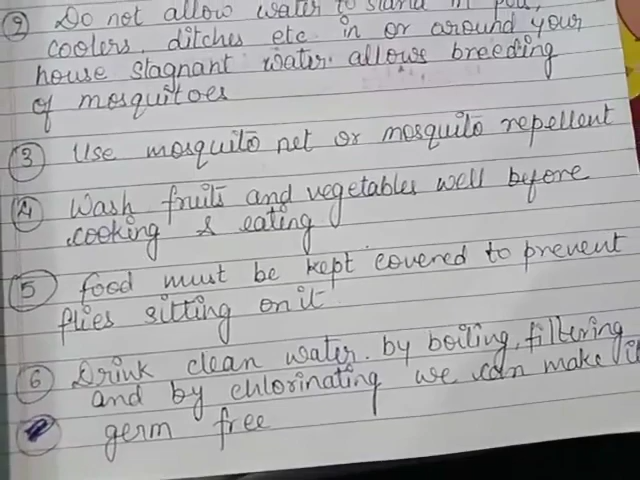 ② Do not allow water to stand in pots,
coolers, ditches etc in or around your
house stagnant water allows breeding
of mosquitoes
③ Use mosquito net or mosquito repellent
④ Wash fruits and vegetables well before
cooking & eating
⑤ food must be kept covered to prevent
flies sitting on it
⑥ Drink clean water. by boiling, filtering
and by chlorinating we can make it
germ free